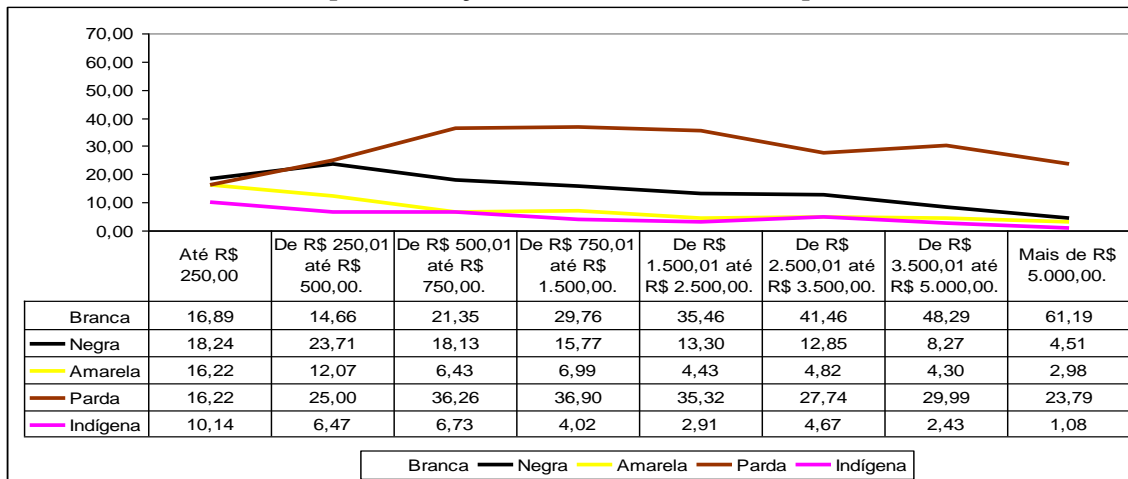 70,00
60,00
50,00
40,00
30,00
20,00
10,00
0,00
Até R$ 250,00
De R$ 250,01 até R$ 500,00.
De R$ 500,01 até R$ 750,00.
De R$ 750,01 até R$ 1.500,00.
De R$ 1.500,01 até R$ 2.500,00.
De R$ 2.500,01 até R$ 3.500,00.
De R$ 3.500,01 até R$ 5.000,00.
Mais de R$ 5.000,00.
Branca 16,89 14,66 21,35 29,76 35,46 41,46 48,29 61,19
Negra 18,24 23,71 18,13 15,77 13,30 12,85 8,27 4,51
Amarela 16,22 12,07 6,43 6,99 4,43 4,82 4,30 2,98
Parda 16,22 25,00 36,26 36,90 35,32 27,74 29,99 23,79
Indígena 10,14 6,47 6,73 4,02 2,91 4,67 2,43 1,08
Branca Negra Amarela Parda Indígena